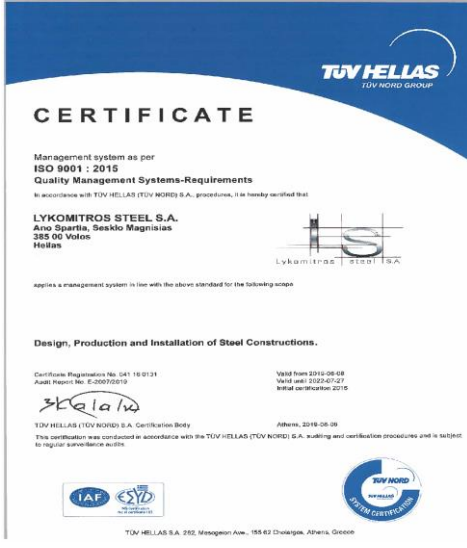 TÜV HELLAS
TÜV NORD GROUP
CERTIFICATE
Management system as per
ISO 9001 : 2015
Quality Management Systems-Requirements
In accordance with TÜV HELLAS (TÜV NORD) S.A., procedures, it is hereby certified that
LYKOMITROS STEEL S.A.
Ano Spartia, Sesklo Magnisias
385 00 Volos
Hellas
LS
Lykomitros steel S.A
applies a management system in line with the above standard for the following scope
Design, Production and Installation of Steel Constructions.
Certificate Registration No. 041 16 0131
Audit Report No. E-2007/2019
Valid from 2019-08-08
Valid until 2022-07-27
Initial certification 2016
TÜV HELLAS (TÜV NORD) S.A. Certification Body
Athens, 2019-08-08
This certification was conducted in accordance with the TÜV HELLAS (TÜV NORD) S.A. auditing and certification procedures and is subject
to regular surveillance audits.
IAF
ΕΣΥΔ
TÜV NORD
TÜV HELLAS
SYSTEM CERTIFICATION
TÜV HELLAS S.A. 282, Mesogeion Ave., 155 62 Cholargos, Athens, Greece